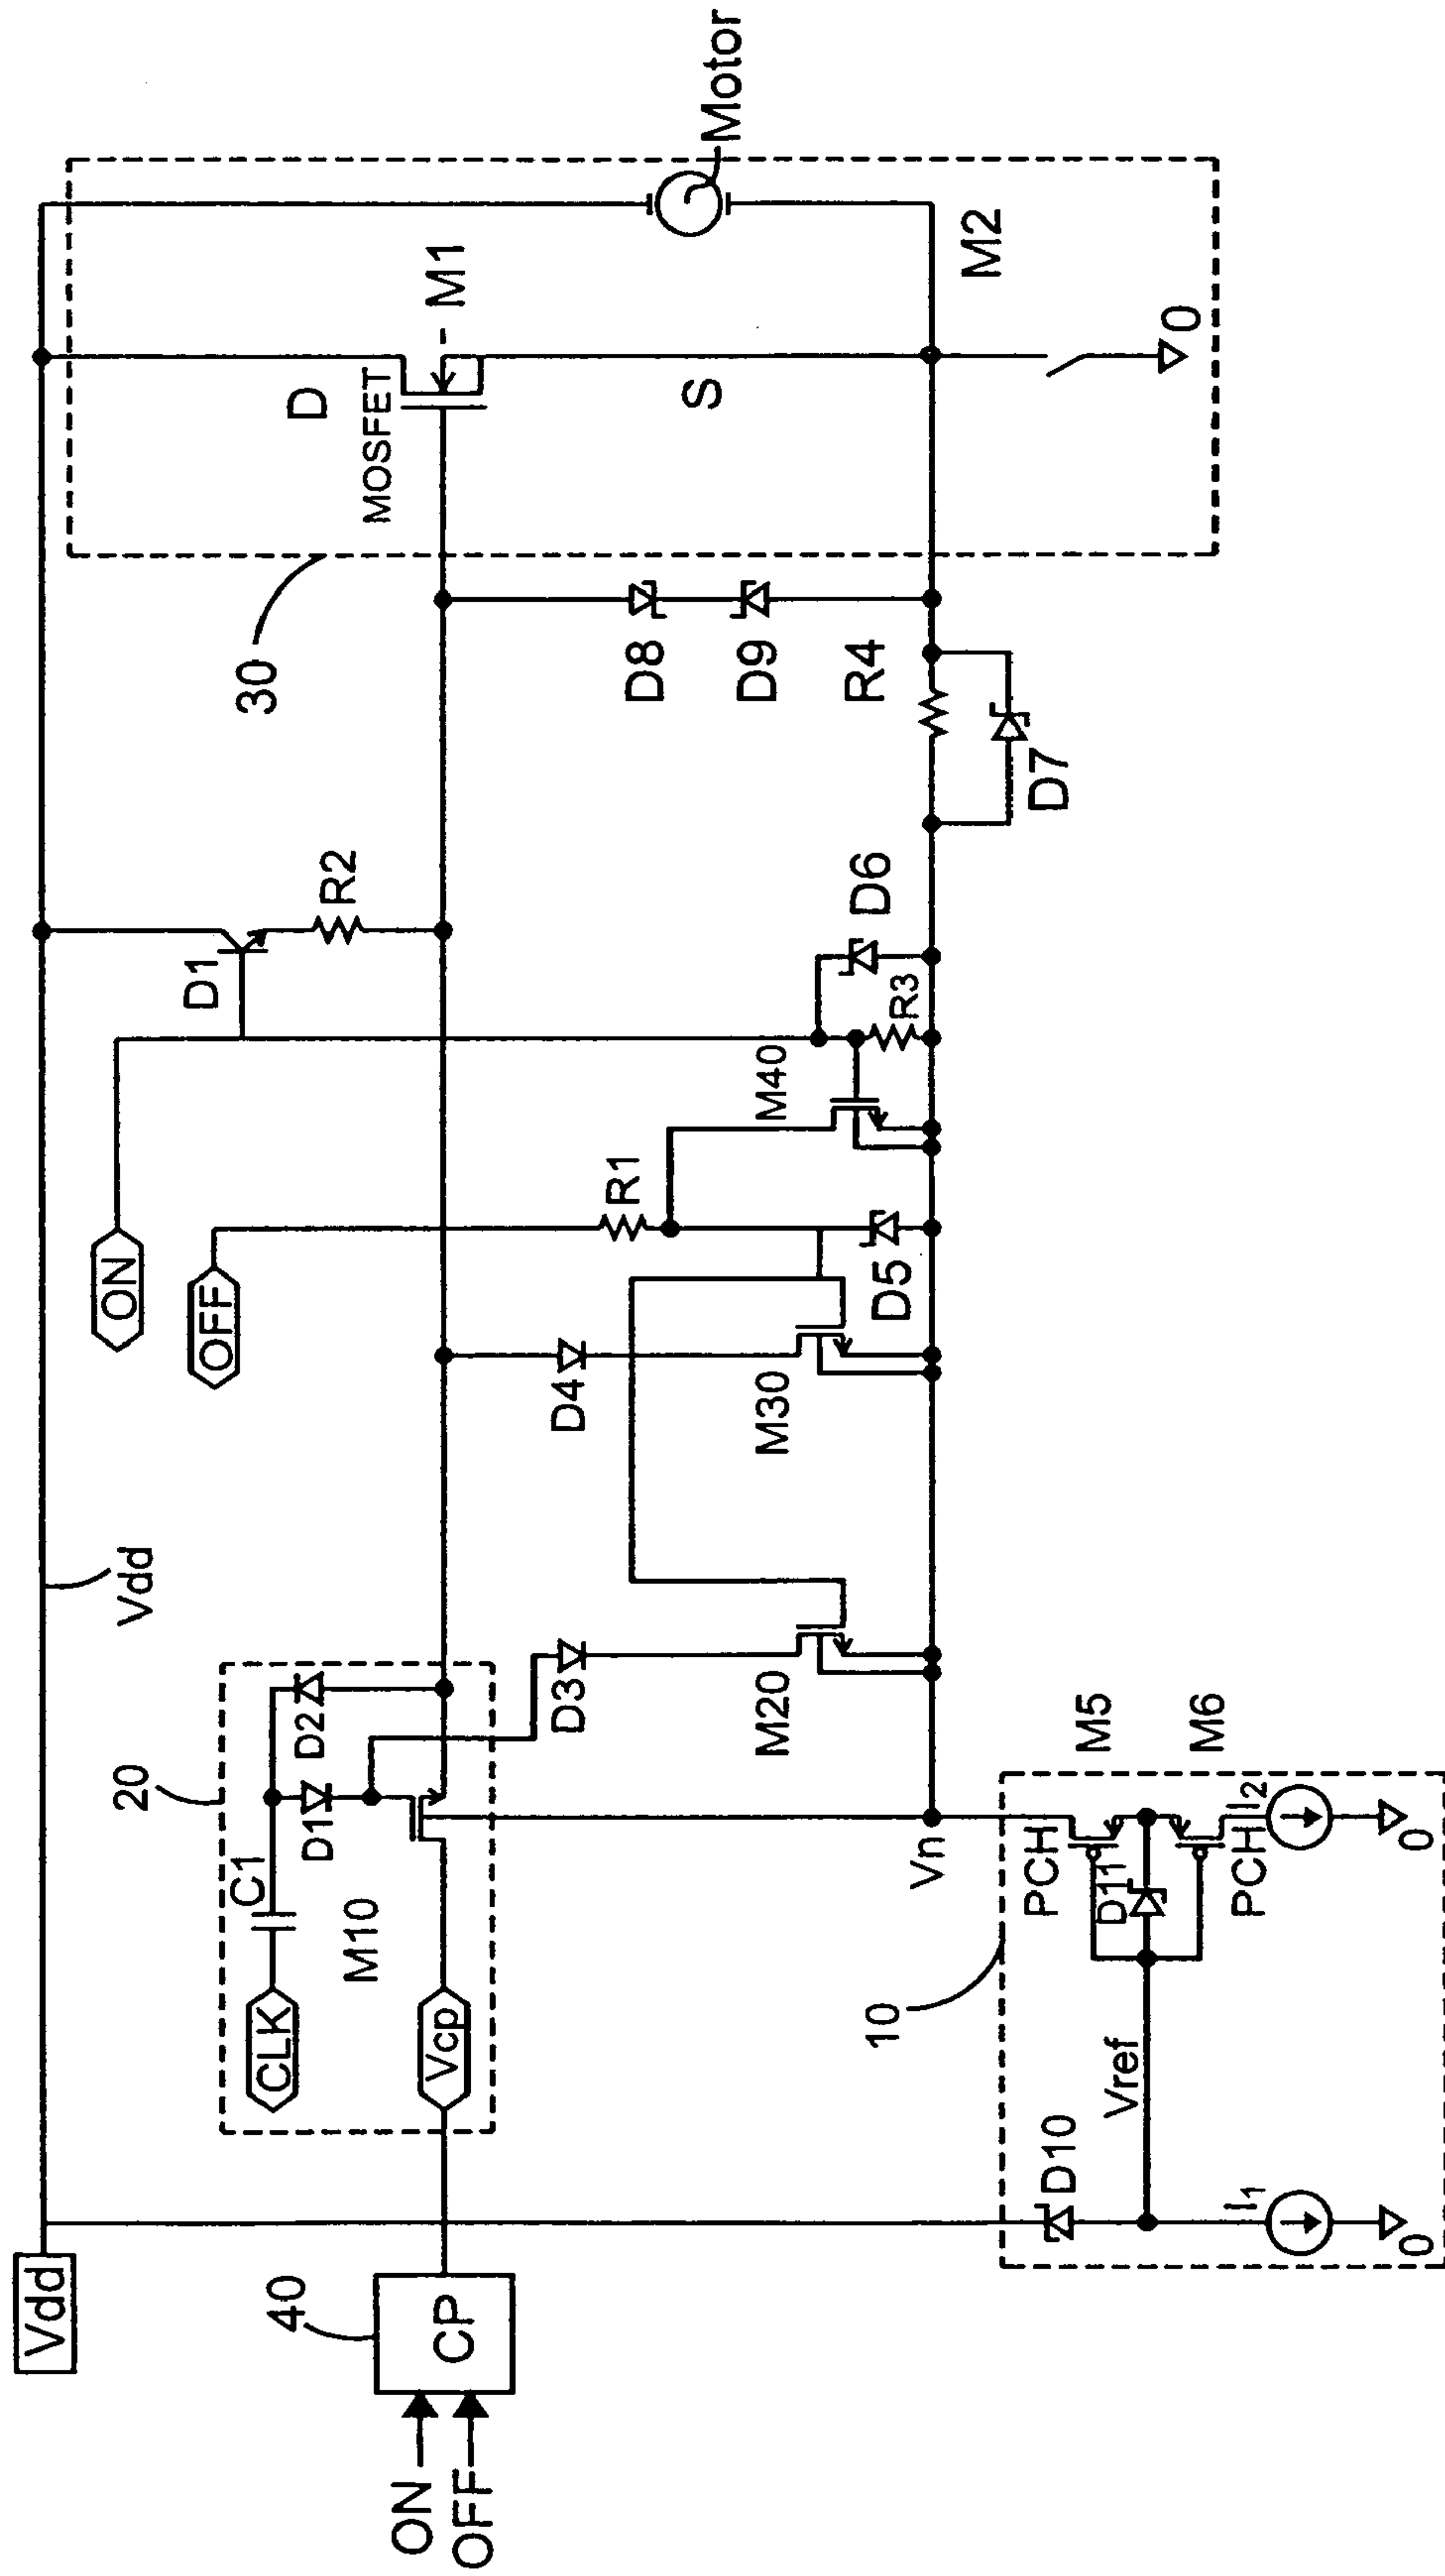 Vdd
Vdd
ON
OFF
40
CP
20
CLK
C1
D1
D2
M10
Vcp
D3
M20
D4
M30
ON
OFF
R1
D5
M40
R3
D6
D1
R2
D7
R4
D8
D9
30
D
MOSFET
M1
S
M2
0
Motor
Vn
10
D10
Vref
I1
0
PCH
M5
D11
PCH
M6
I2
0